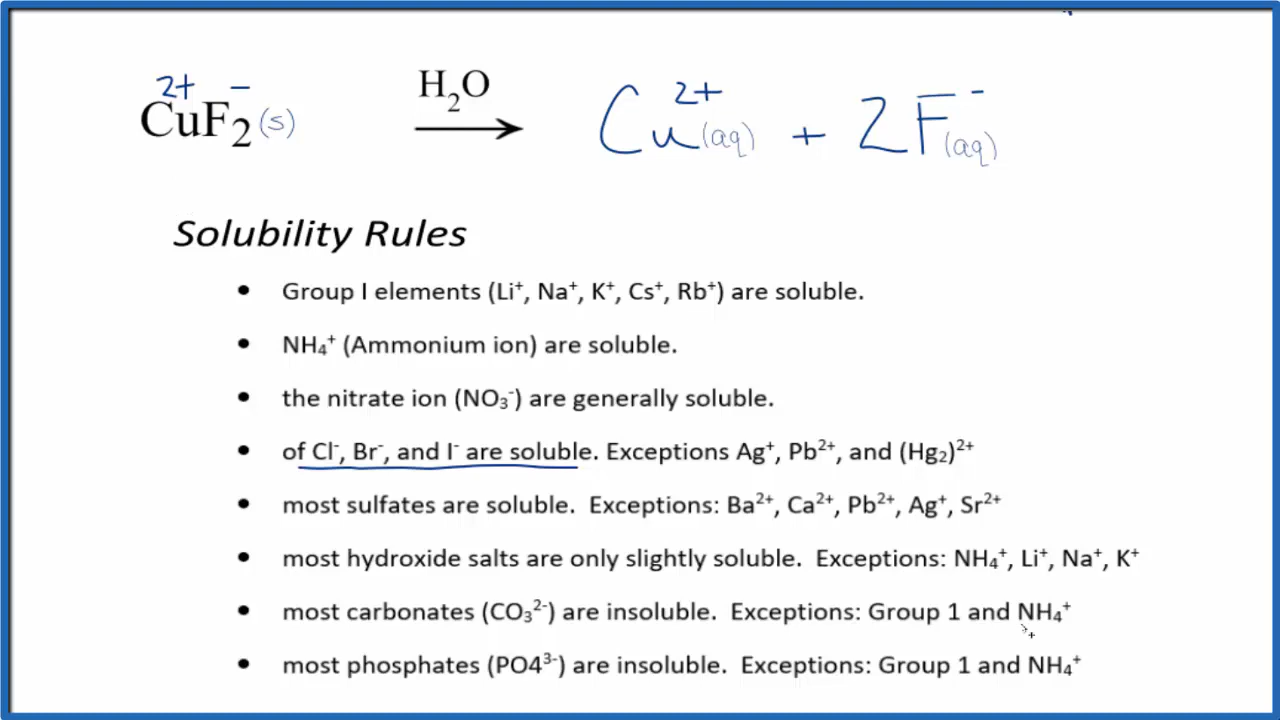 CuF₂ (s) 2+ − H₂O → Cu²⁺(aq) + 2F⁻(aq)
Solubility Rules
• Group I elements (Li⁺, Na⁺, K⁺, Cs⁺, Rb⁺) are soluble.
• NH₄⁺ (Ammonium ion) are soluble.
• the nitrate ion (NO₃⁻) are generally soluble.
• of Cl⁻, Br⁻, and I⁻ are soluble. Exceptions Ag⁺, Pb²⁺, and (Hg₂)²⁺
• most sulfates are soluble. Exceptions: Ba²⁺, Ca²⁺, Pb²⁺, Ag⁺, Sr²⁺
• most hydroxide salts are only slightly soluble. Exceptions: NH₄⁺, Li⁺, Na⁺, K⁺
• most carbonates (CO₃²⁻) are insoluble. Exceptions: Group 1 and NH₄⁺
• most phosphates (PO4³⁻) are insoluble. Exceptions: Group 1 and NH₄⁺